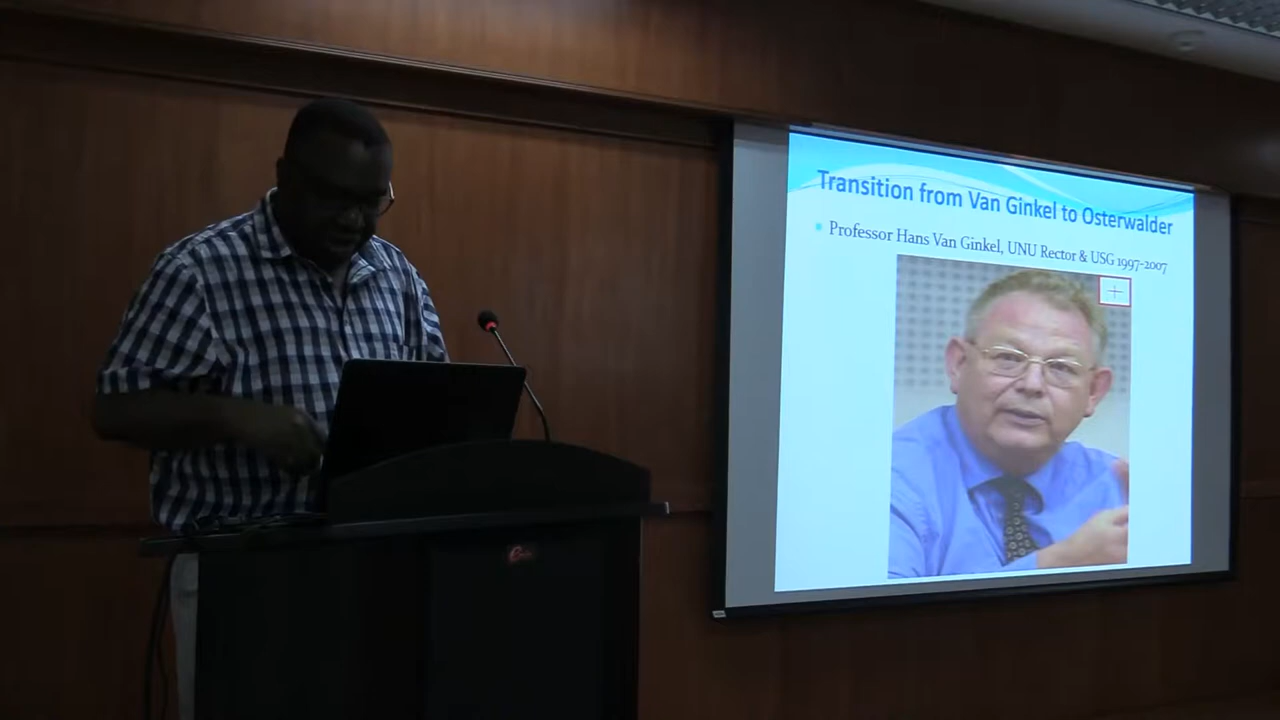 Transition from Van Ginkel to Osterwalder
Professor Hans Van Ginkel, UNU Rector & USG 1997-2007